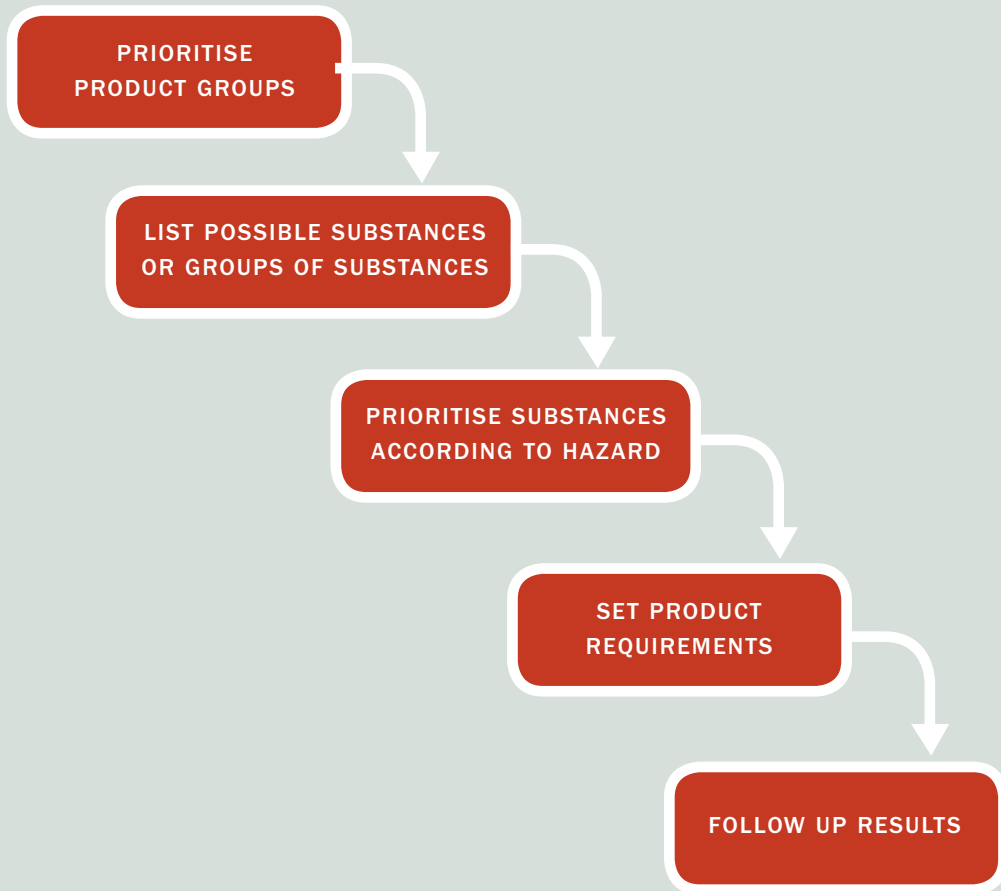 PRIORITISE
PRODUCT GROUPS
LIST POSSIBLE SUBSTANCES
OR GROUPS OF SUBSTANCES
PRIORITISE SUBSTANCES
ACCORDING TO HAZARD
SET PRODUCT
REQUIREMENTS
FOLLOW UP RESULTS